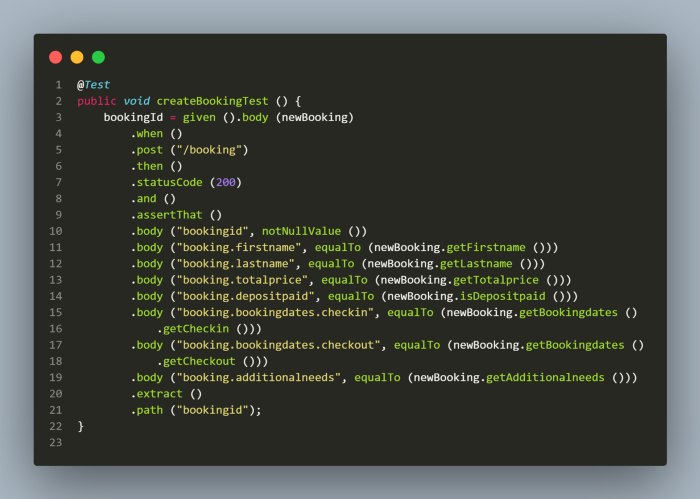 1 @Test
2 public void createBookingTest () {
3     bookingId = given ().body (newBooking)
4         .when ()
5         .post ("/booking")
6         .then ()
7         .statusCode (200)
8         .and ()
9         .assertThat ()
10         .body ("bookingid", notNullValue ())
11         .body ("booking.firstname", equalTo (newBooking.getFirstname ()))
12         .body ("booking.lastname", equalTo (newBooking.getLastname ()))
13         .body ("booking.totalprice", equalTo (newBooking.getTotalprice ()))
14         .body ("booking.depositpaid", equalTo (newBooking.isDepositpaid ()))
15         .body ("booking.bookingdates.checkin", equalTo (newBooking.getBookingdates ()
16             .getCheckin ()))
17         .body ("booking.bookingdates.checkout", equalTo (newBooking.getBookingdates ()
18             .getCheckout ()))
19         .body ("booking.additionalneeds", equalTo (newBooking.getAdditionalneeds ()))
20         .extract ()
21         .path ("bookingid");
22 }
23